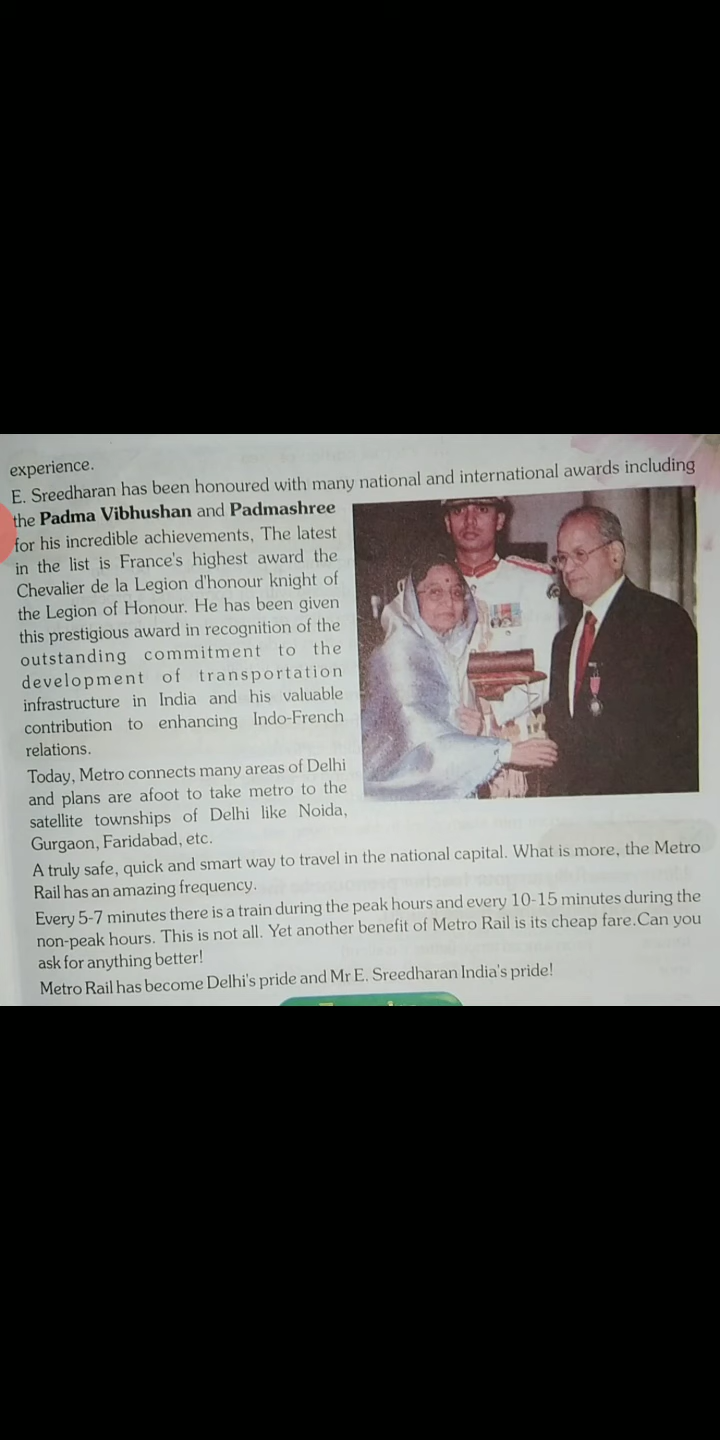 experience.
E. Sreedharan has been honoured with many national and international awards including
the Padma Vibhushan and Padmashree
for his incredible achievements, The latest
in the list is France's highest award the
Chevalier de la Legion d'honour knight of
the Legion of Honour. He has been given
this prestigious award in recognition of the
outstanding commitment to the
development of transportation
infrastructure in India and his valuable
contribution to enhancing Indo-French
relations.
Today, Metro connects many areas of Delhi
and plans are afoot to take metro to the
satellite townships of Delhi like Noida,
Gurgaon, Faridabad, etc.
A truly safe, quick and smart way to travel in the national capital. What is more, the Metro
Rail has an amazing frequency.
Every 5-7 minutes there is a train during the peak hours and every 10-15 minutes during the
non-peak hours. This is not all. Yet another benefit of Metro Rail is its cheap fare.Can you
ask for anything better!
Metro Rail has become Delhi's pride and Mr E. Sreedharan India's pride!